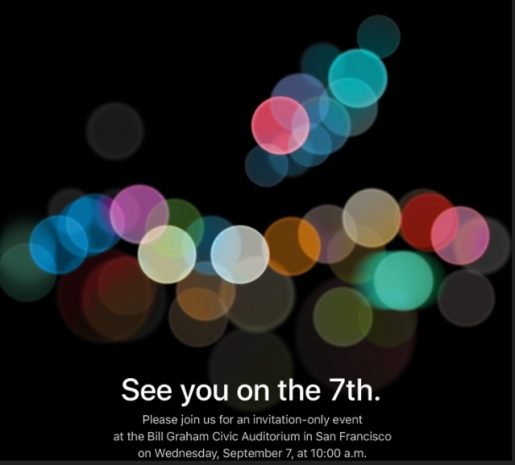 See you on the 7th.
Please join us for an invitation-only event
at the Bill Graham Civic Auditorium in San Francisco
on Wednesday, September 7, at 10:00 a.m.